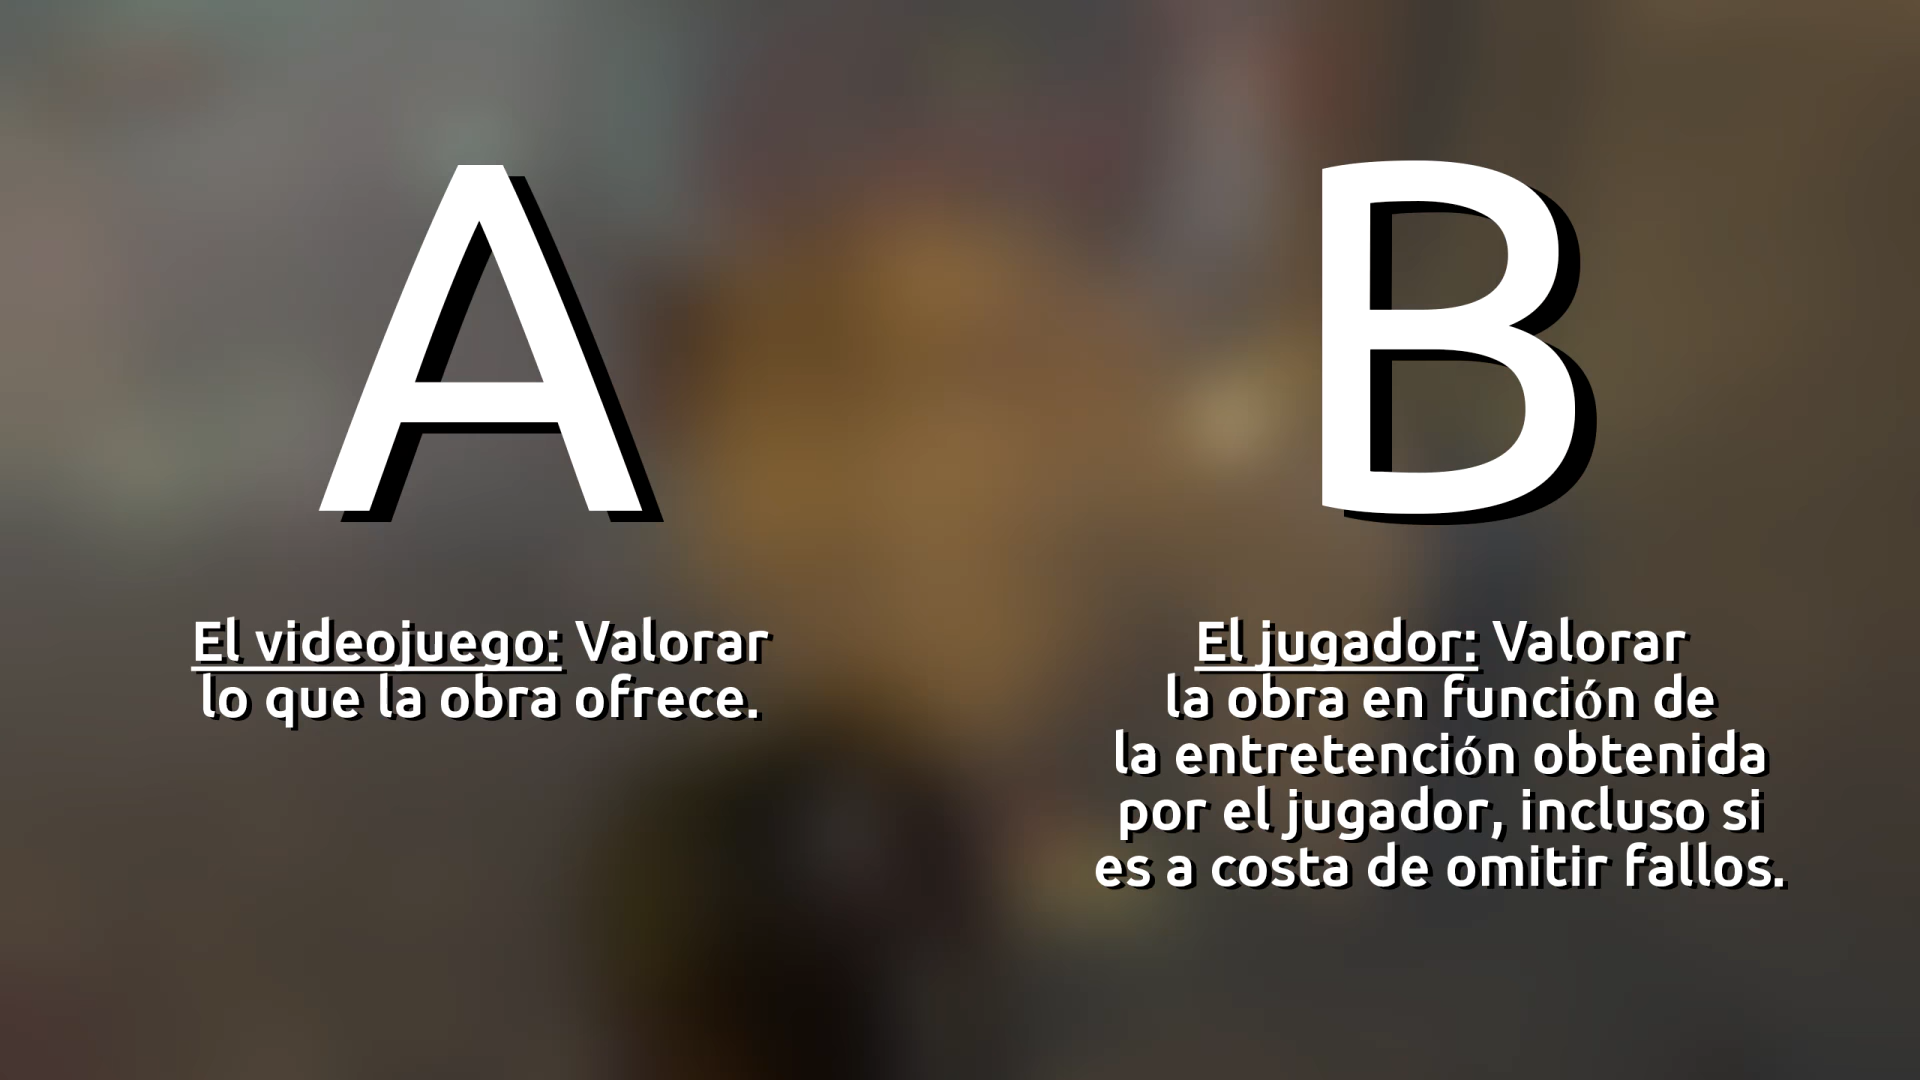 A
El videojuego: Valorar
lo que la obra ofrece.
B
El jugador: Valorar
la obra en función de
la entretención obtenida
por el jugador, incluso si
es a costa de omitir fallos.